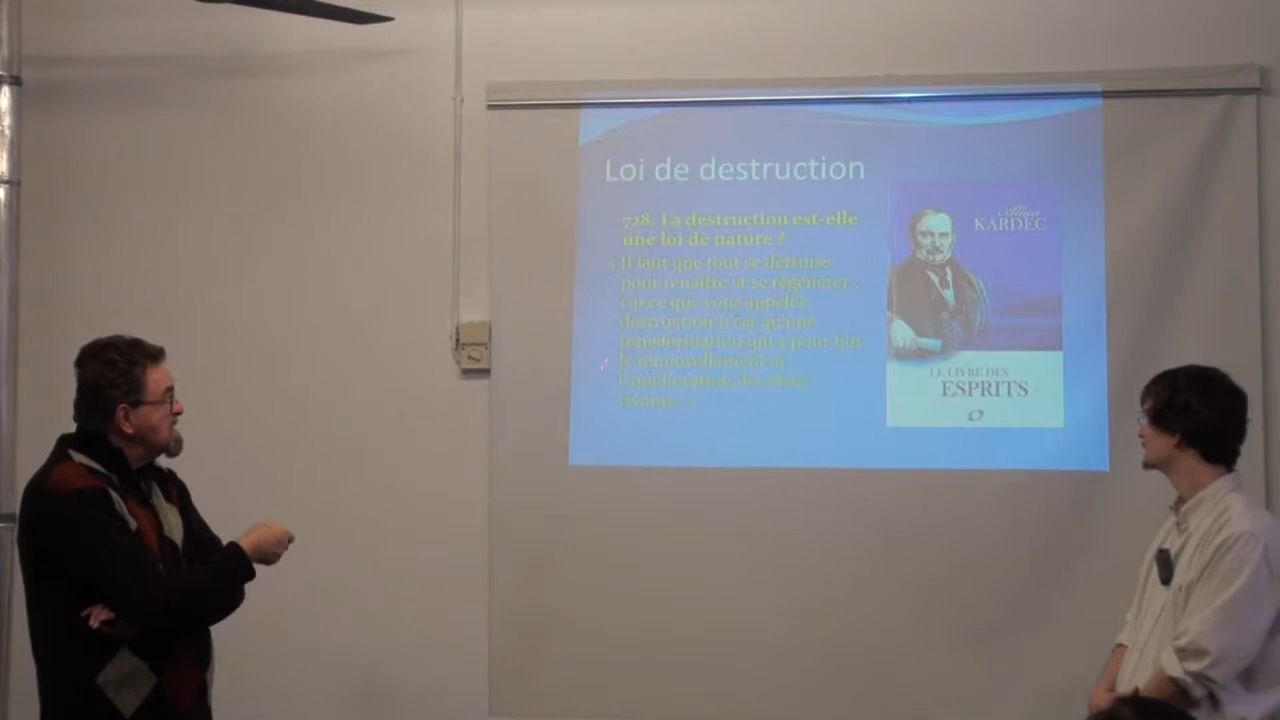 Loi de destruction
728. La destruction est-elle
une loi de nature ?
« Il faut que tout se détruise
pour renaître et se régénérer ;
car ce que vous appelez
destruction n'est qu'une
transformation qui a pour but
le renouvellement et
l'amélioration des êtres
vivants. »
Allan
KARDEC
LE LIVRE DES
ESPRITS